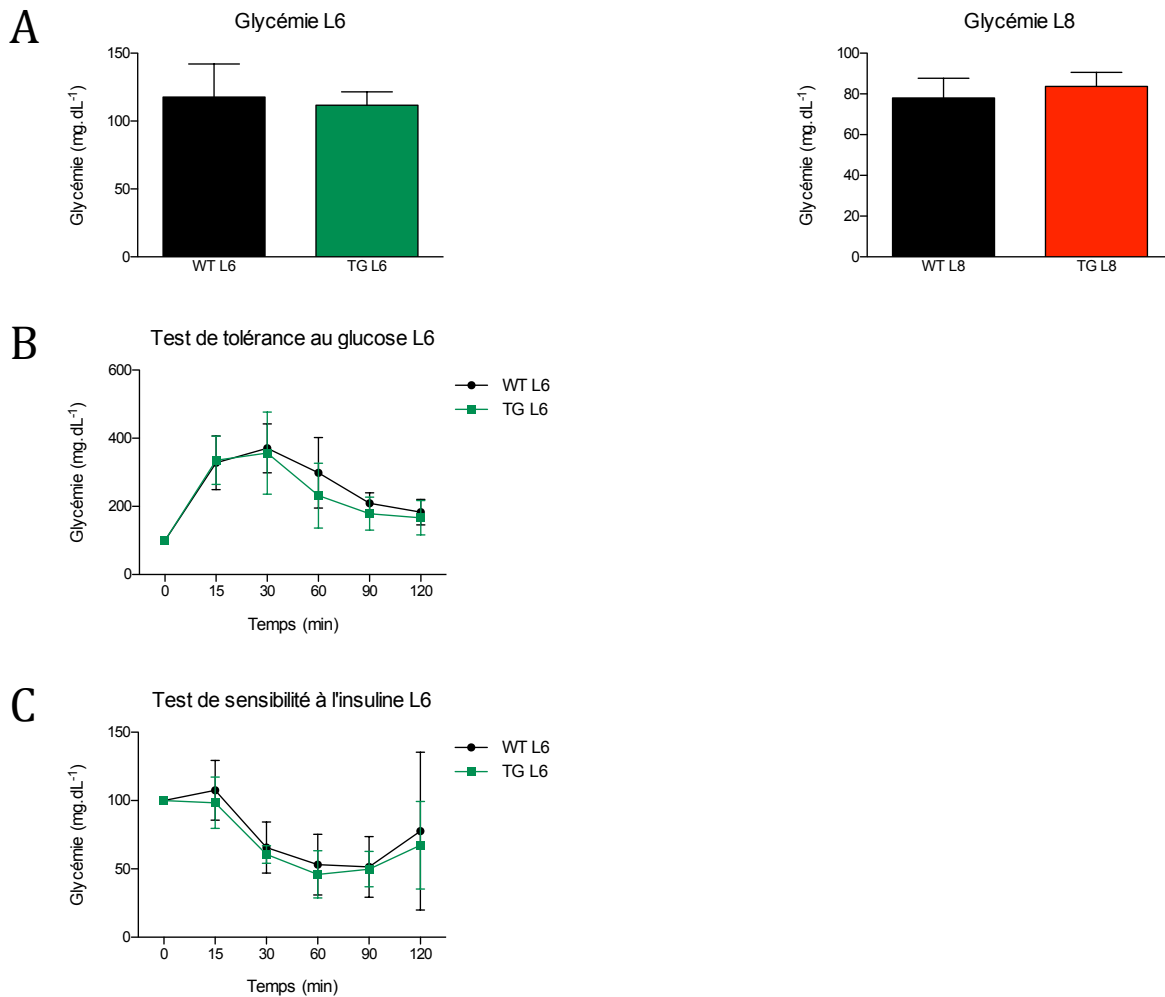 A
Glycémie L6
Glycémie (mg.dL-1)
150
100
50
0
WT L6
TG L6
Glycémie L8
Glycémie (mg.dL-1)
100
80
60
40
20
0
WT L8
TG L8
B
Test de tolérance au glucose L6
Glycémie (mg.dL-1)
600
400
200
0
0 15 30 60 90 120
Temps (min)
WT L6
TG L6
C
Test de sensibilité à l'insuline L6
Glycémie (mg.dL-1)
150
100
50
0
0 15 30 60 90 120
Temps (min)
WT L6
TG L6